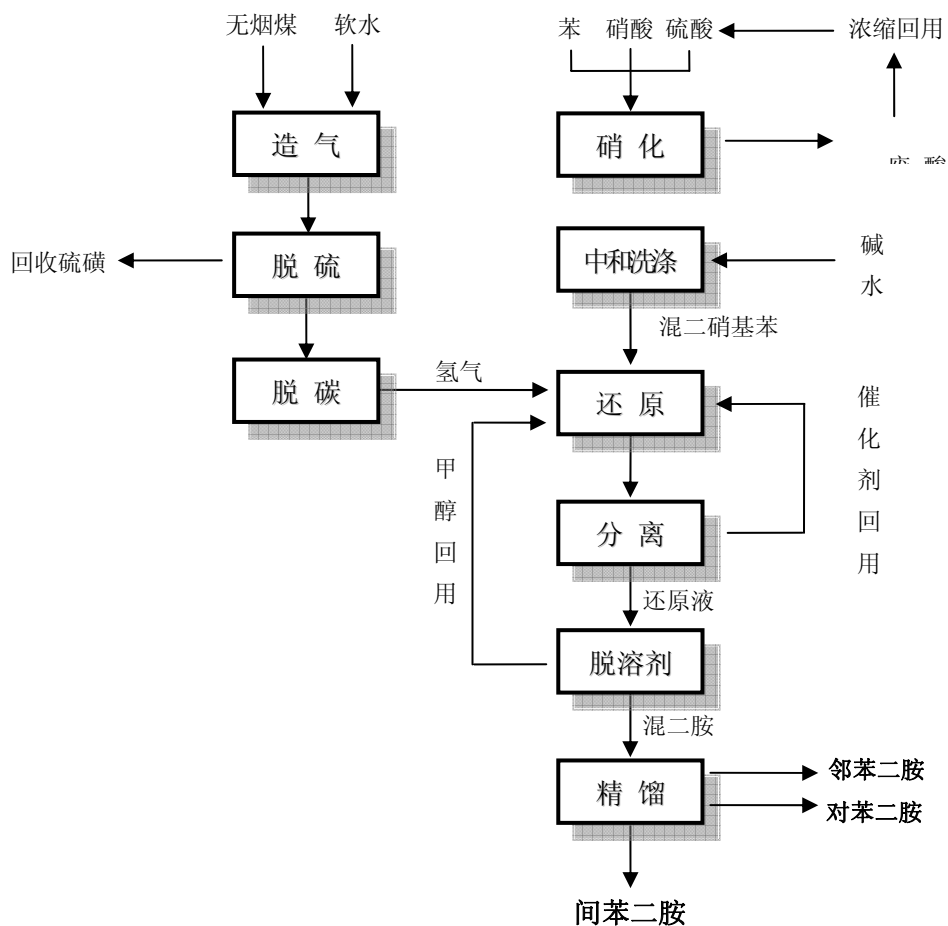 无烟煤 软水
苯 硝酸 硫酸
浓缩回用
造 气
硝 化
回收硫磺
脱 硫
中和洗涤
碱
水
混二硝基苯
脱 碳
氢气
还 原
催
化
剂
回
用
甲
醇
回
用
分 离
还原液
脱溶剂
混二胺
精 馏
邻苯二胺
对苯二胺
间苯二胺